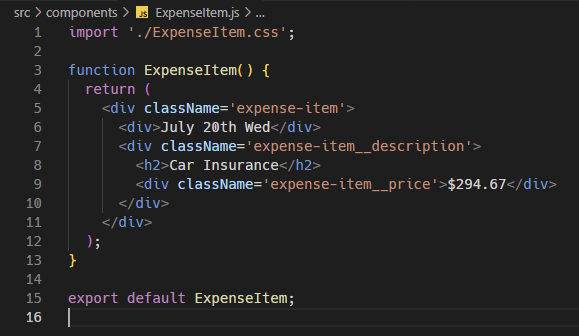 src > components > JS ExpenseItem.js > ...
1 import './ExpenseItem.css';
2
3 function ExpenseItem() {
4   return (
5     <div className='expense-item'>
6       <div>July 20th Wed</div>
7       <div className='expense-item__description'>
8         <h2>Car Insurance</h2>
9         <div className='expense-item__price'>$294.67</div>
10       </div>
11     </div>
12   );
13 }
14
15 export default ExpenseItem;
16